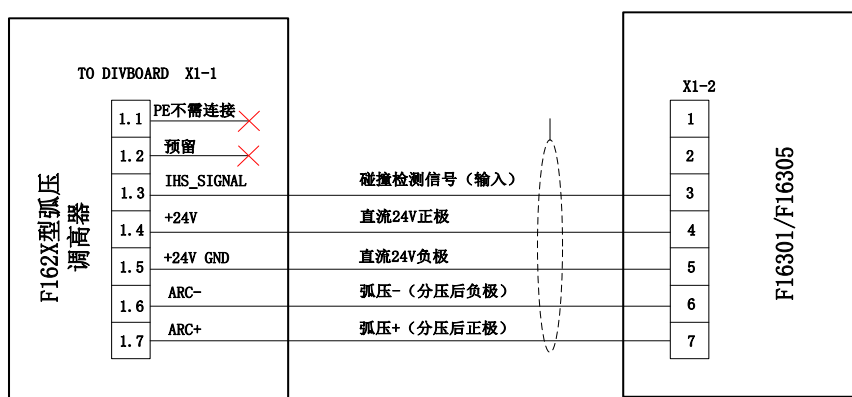 TO DIVBOARD X1-1
X1-2
F162X型弧压
调高器
1.1 PE不需连接
1
1.2 预留
2
1.3 IHS_SIGNAL 碰撞检测信号（输入） 3
1.4 +24V 直流24V正极 4
1.5 +24V GND 直流24V负极 5
1.6 ARC- 弧压-（分压后负极） 6
1.7 ARC+ 弧压+（分压后正极） 7
F16301/F16305